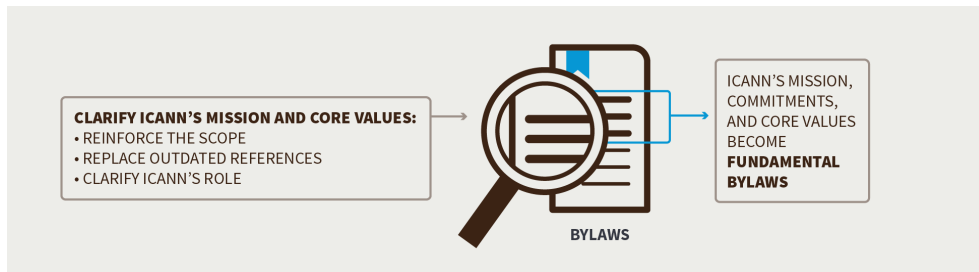 CLARIFY ICANN'S MISSION AND CORE VALUES:
• REINFORCE THE SCOPE
• REPLACE OUTDATED REFERENCES
• CLARIFY ICANN'S ROLE
BYLAWS
ICANN'S MISSION,
COMMITMENTS,
AND CORE VALUES
BECOME
FUNDAMENTAL
BYLAWS